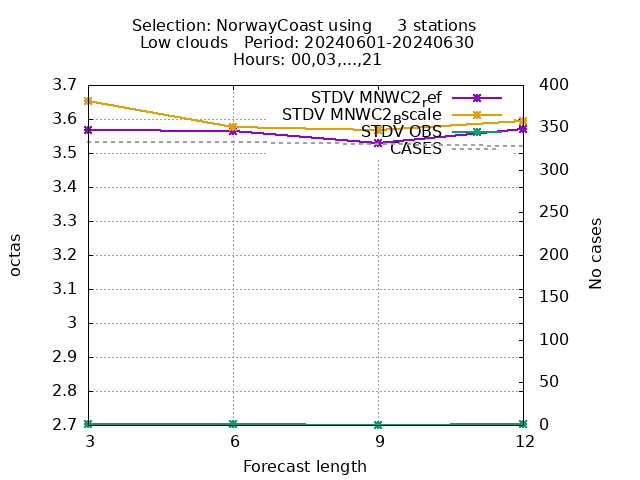 Selection: NorwayCoast using     3 stations
Low clouds   Period: 20240601-20240630
Hours: 00,03,...,21
3.7
3.6
3.5
3.4
3.3
3.2
3.1
3
2.9
2.8
2.7
400
350
300
250
200
150
100
50
0
STDV MNWC2_ref
STDV MNWC2_Bscale
STDV OBS
CASES
octas
No cases
3 6 9 12
Forecast length